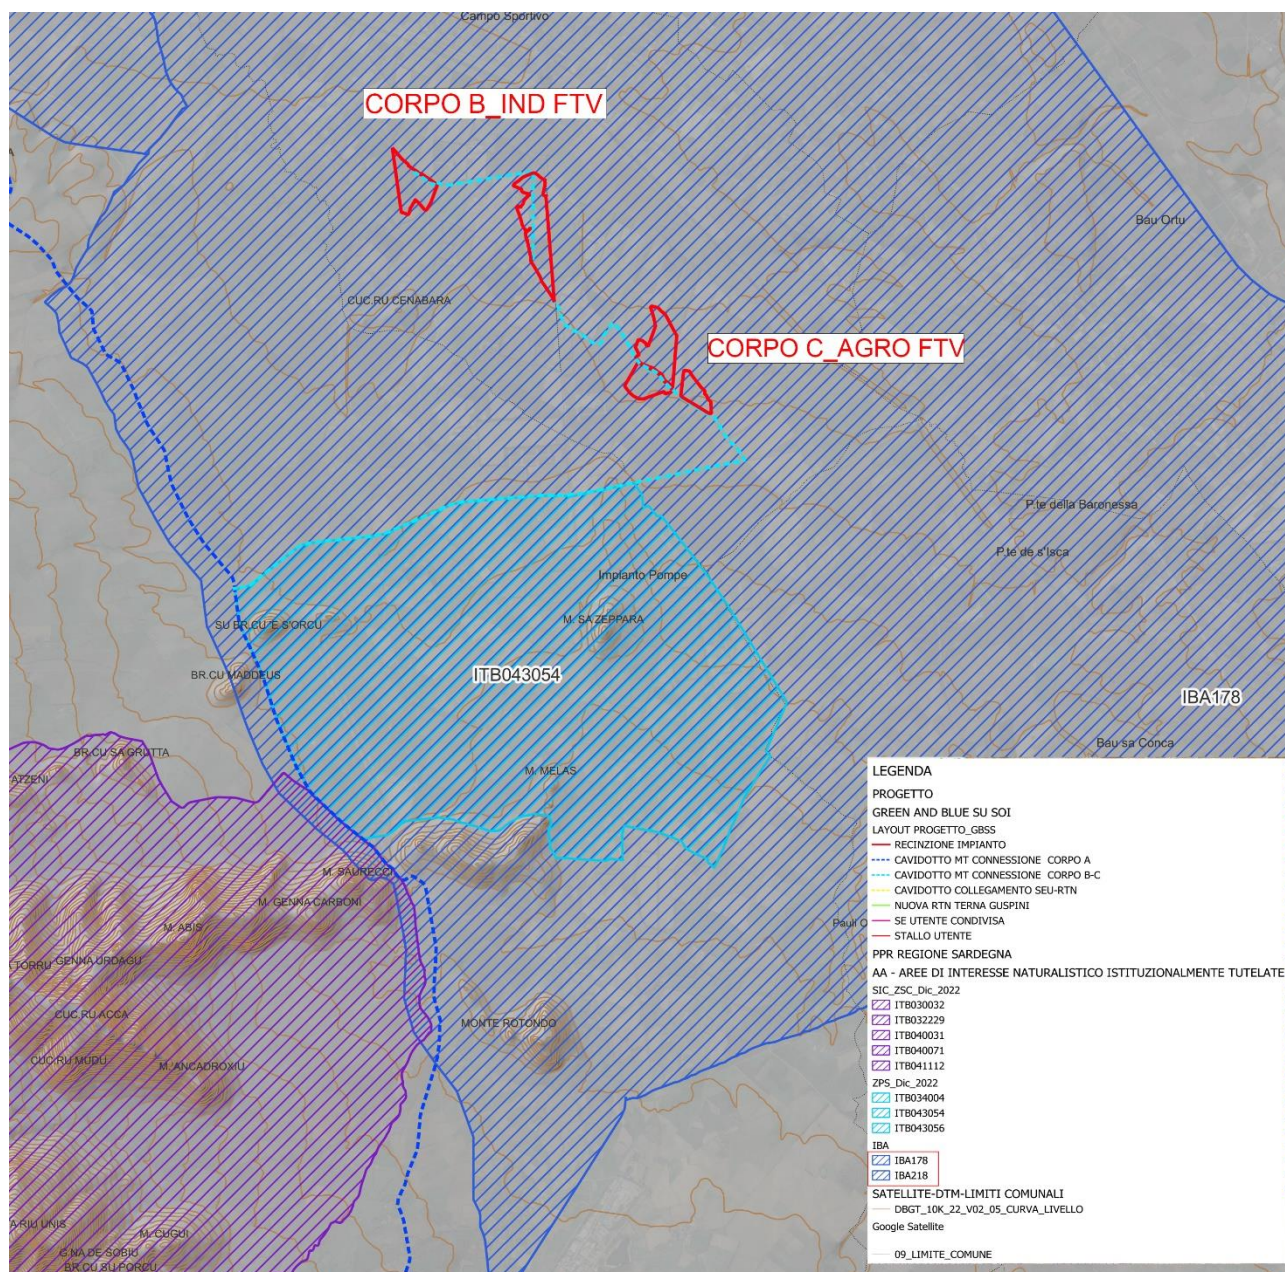 Campo Sportivo
CORPO B_IND FTV
Bau Ortu
CUC.RU CENABARA
CORPO C_AGRO FTV
P.te della Baronessa
P.te de s'Isca
Impianto Pompe
M. SA ZEPPARA
SU BR.CU 'E S'ORCU
BR.CU MADDEUS
ITB043054
IBA178
Bau sa Conca
BR.CU SA GRUTTA
ATZENI
M. MELAS
M. SAURECCI
M. GENNA CARBONI
M. ABIS
Pauli
TORRU
GENNA URDAGU
CUC.RU ACCA
MONTE ROTONDO
CUC.RU MUDU
M. ANCADROXIU
A RIU UNIS
M. CUGUI
G.NA DE SOBIU
BR.CU SU PORCU
LEGENDA
PROGETTO
GREEN AND BLUE SU SOI
LAYOUT PROGETTO_GBSS
RECINZIONE IMPIANTO
CAVIDOTTO MT CONNESSIONE CORPO A
CAVIDOTTO MT CONNESSIONE CORPO B-C
CAVIDOTTO COLLEGAMENTO SEU-RTN
NUOVA RTN TERNA GUSPINI
SE UTENTE CONDIVISA
STALLO UTENTE
PPR REGIONE SARDEGNA
AA - AREE DI INTERESSE NATURALISTICO ISTITUZIONALMENTE TUTELATE
SIC_ZSC_Dic_2022
ITB030032
ITB032229
ITB040031
ITB040071
ITB041112
ZPS_Dic_2022
ITB034004
ITB043054
ITB043056
IBA
IBA178
IBA218
SATELLITE-DTM-LIMITI COMUNALI
DBGT_10K_22_V02_05_CURVA_LIVELLO
Google Satellite
09_LIMITE_COMUNE